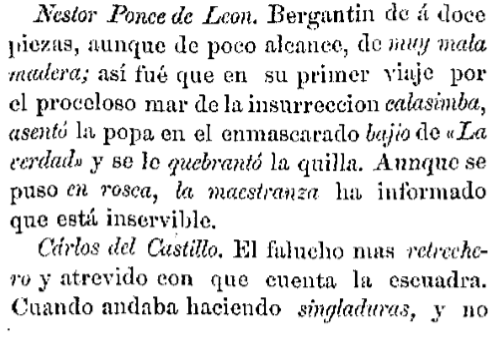 Nestor Ponce de Leon. Bergantin de á doce
piezas, aunque de poco alcance, de muy mala
madera; así fué que en su primer viaje por
el proceloso mar de la insurreccion calasimba,
asentó la popa en el enmascarado bajio de «La
verdad» y se le quebrantó la quilla. Aunque se
puso en rosca, la maestranza ha informado
que está inservible.
Cárlos del Castillo. El falucho mas retreche-
ro y atrevido con que cuenta la escuadra.
Cuando andaba haciendo singladuras, y no